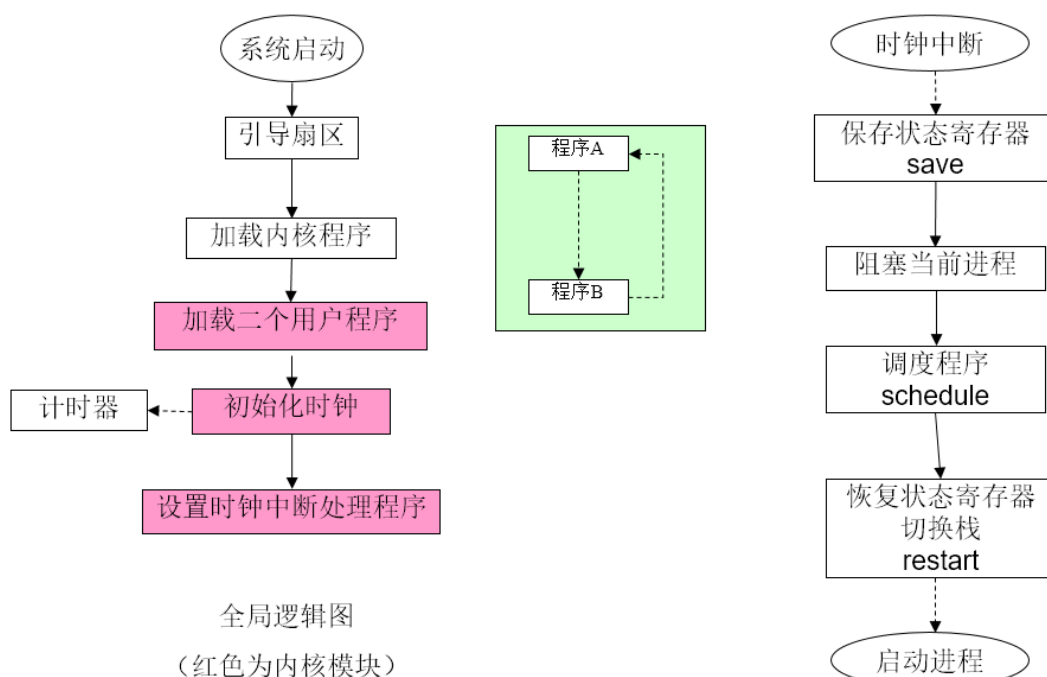 系统启动
引导扇区
加载内核程序
加载二个用户程序
计时器
初始化时钟
设置时钟中断处理程序
全局逻辑图
（红色为内核模块）
程序A
程序B
时钟中断
保存状态寄存器
save
阻塞当前进程
调度程序
schedule
恢复状态寄存器
切换栈
restart
启动进程